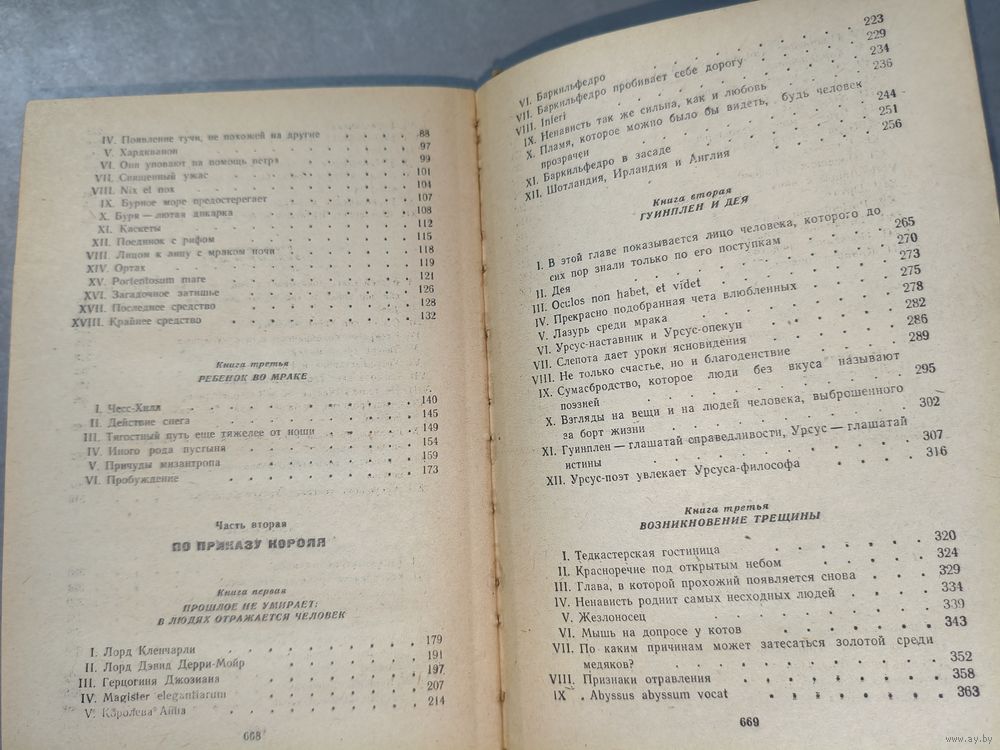 IV. Появление тучи, не похожей на другие 88
V. Хардкванон 97
VI. Они уповают на помощь ветра 99
VII. Священный ужас 101
VIII. Nix et nox 104
IX. Бурное море предостерегает 107
X. Буря — лютая дикарка 108
XI. Каскеты 112
XII. Поединок с рифом 115
VIII. Лицом к лицу с мраком ночи 118
XIV. Ортах 119
XV. Portentosum mare 121
XVI. Загадочное затишье 126
XVII. Последнее средство 128
XVIII. Крайнее средство 132
Книга третья
РЕБЕНОК ВО МРАКЕ
I. Чесс-Хилл 140
II. Действие снега 145
III. Тягостный путь еще тяжелее от ноши 149
IV. Иного рода пустыня 154
V. Причуды мизантропа 159
VI. Пробуждение 173
Часть вторая
ПО ПРИКАЗУ КОРОЛЯ
Книга первая
ПРОШЛОЕ НЕ УМИРАЕТ:
В ЛЮДЯХ ОТРАЖАЕТСЯ ЧЕЛОВЕК
I. Лорд Кленчарли 179
II. Лорд Дэвид Дерри-Мойр 191
III. Герцогиня Джозиана 197
IV. Magister elegantiarum 207
V. Королева Анна 214
668
VI. Баркильфедро 223
VII. Баркильфедро пробивает себе дорогу 229
VIII. Inferi 234
IX. Ненависть так же сильна, как и любовь 236
X. Пламя, которое можно было бы видеть, будь человек
прозрачен 244
XI. Баркильфедро в засаде 251
XII. Шотландия, Ирландия и Англия 256
Книга вторая
ГУИНПЛЕН И ДЕЯ
I. В этой главе показывается лицо человека, которого до
сих пор знали только по его поступкам 265
II. Дея 270
III. Oculos non habet, et videt 273
IV. Прекрасно подобранная чета влюбленных 275
V. Лазурь среди мрака 278
VI. Урсус-наставник и Урсус-опекун 282
VII. Слепота дает уроки ясновидения 286
VIII. Не только счастье, но и благоденствие 289
IX. Сумасбродство, которое люди без вкуса называют
поэзией 295
X. Взгляды на вещи и на людей человека, выброшенного
за борт жизни 302
XI. Гуинплен — глашатай справедливости, Урсус — глашатай
истины 307
XII. Урсус-поэт увлекает Урсуса-философа 316
Книга третья
ВОЗНИКНОВЕНИЕ ТРЕЩИНЫ
I. Тедкастерская гостиница 320
II. Красноречие под открытым небом 324
III. Глава, в которой прохожий появляется снова 329
IV. Ненависть роднит самых несходных людей 334
V. Жезлоносец 339
VI. Мышь на допросе у котов 343
VII. По каким причинам может затесаться золотой среди
медяков? 352
VIII. Признаки отравления 358
IX. Abyssus abyssum vocat 363
669
www.ay.by